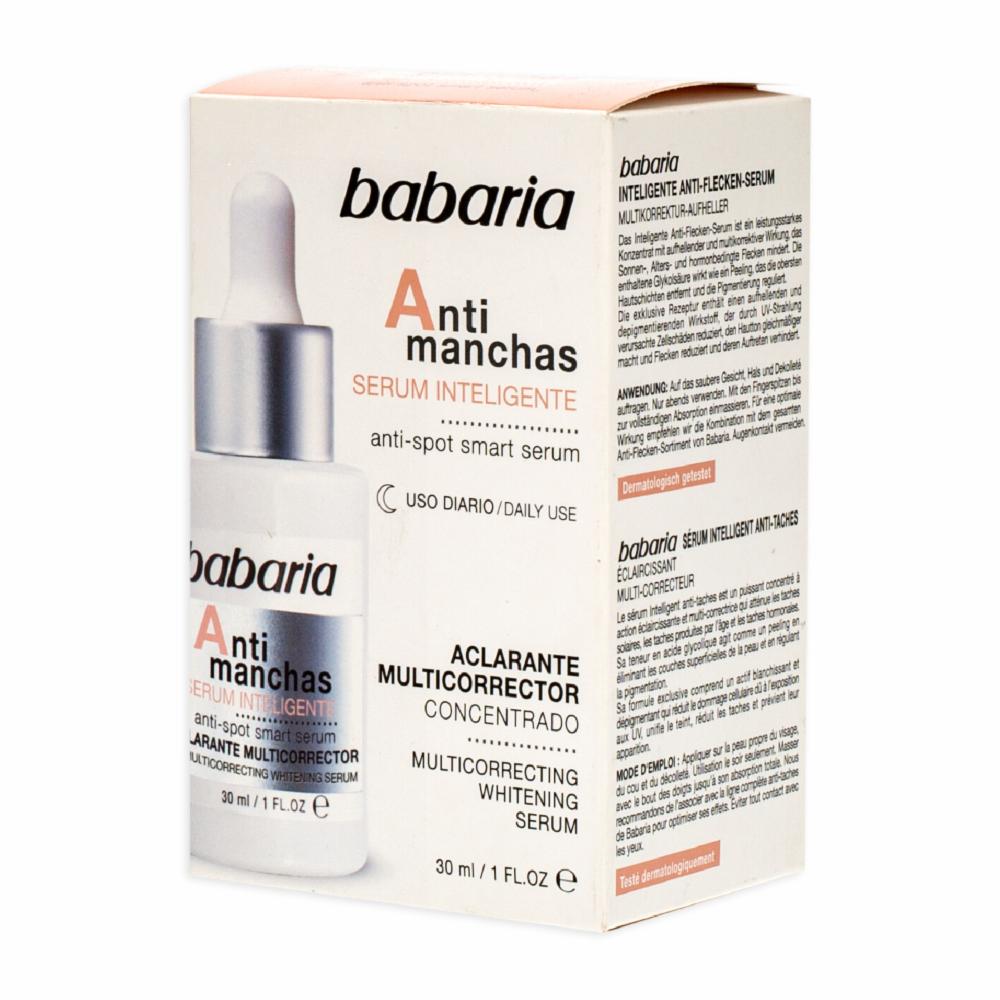 babaria
Anti
manchas
SERUM INTELIGENTE
anti-spot smart serum
USO DIARIO / DAILY USE
ACLARANTE
MULTICORRECTOR
CONCENTRADO
MULTICORRECTING
WHITENING
SERUM
30 ml / 1 FL.OZ ℮
babaria
Anti
manchas
SERUM INTELIGENTE
anti-spot smart serum
LARANTE MULTICORRECTOR
ULTICORRECTING WHITENING SERUM
30 ml / 1 FL.OZ ℮
babaria
INTELIGENTE ANTI-FLECKEN-SERUM
MULTIKORREKTUR-AUFHELLER
Das Inteligente Anti-Flecken-Serum ist ein leistungsstarkes
Konzentrat mit aufhellender und multikorrektiver Wirkung, das
Sonnen-, Alters- und hormonbedingte Flecken mindert. Die
enthaltene Glykolsäure wirkt wie ein Peeling, das die obersten
Hautschichten entfernt und die Pigmentierung reguliert.
Die exklusive Rezeptur enthält einen aufhellenden und
depigmentierenden Wirkstoff, der durch UV-Strahlung
verursachte Zellschäden reduziert, den Hautton gleichmäßiger
macht und Flecken reduziert und deren Auftreten verhindert.
ANWENDUNG: Auf das saubere Gesicht, Hals und Dekolleté
auftragen. Nur abends verwenden. Mit den Fingerspitzen bis
zur vollständigen Absorption einmassieren. Für eine optimale
Wirkung empfehlen wir die Kombination mit dem gesamten
Anti-Flecken-Sortiment von Babaria. Augenkontakt vermeiden.
Dermatologisch getestet
babaria SÉRUM INTELLIGENT ANTI-TACHES
ÉCLAIRCISSANT
MULTI-CORRECTEUR
Le sérum Intelligent anti-taches est un puissant concentré à
action éclaircissante et multi-correctrice qui atténue les taches
solaires, les taches produites par l'âge et les taches hormonales.
Sa teneur en acide glycolique agit comme un peeling en
éliminant les couches superficielles de la peau et en régulant
la pigmentation.
Sa formule exclusive comprend un actif blanchissant et
dépigmentant qui réduit le dommage cellulaire dû à l'exposition
aux UV, unifie le teint, réduit les taches et prévient leur
apparition.
MODE D'EMPLOI : Appliquer sur la peau propre du visage,
du cou et du décolleté. Utilisation le soir seulement. Masser
avec le bout des doigts jusqu'à son absorption totale. Nous
recommandons de l'associer avec la ligne complète anti-taches
de Babaria pour optimiser ses effets. Éviter tout contact avec
les yeux.
Testé dermatologiquement